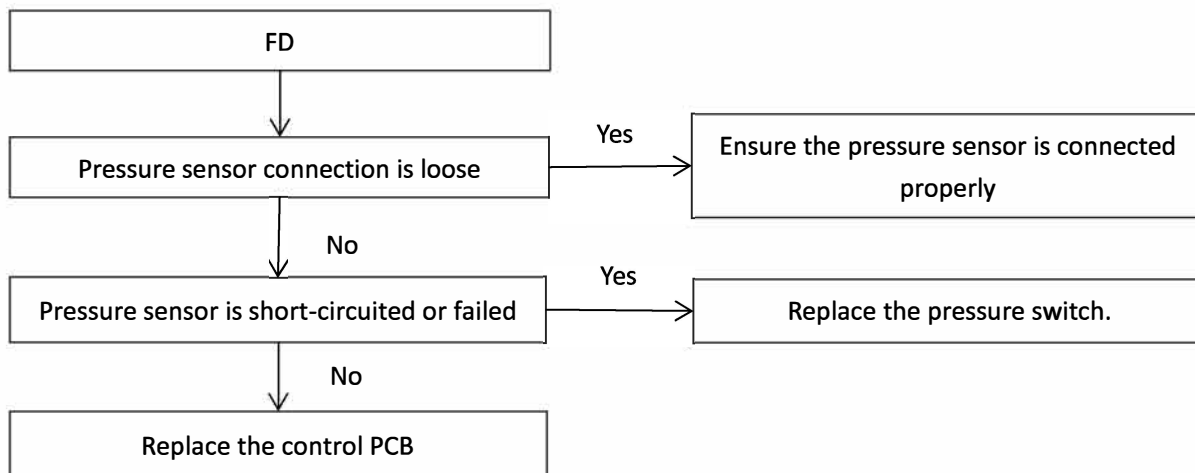 FD
Pressure sensor connection is loose
Yes
Ensure the pressure sensor is connected
properly
No
Pressure sensor is short-circuited or failed
Yes
Replace the pressure switch.
No
Replace the control PCB